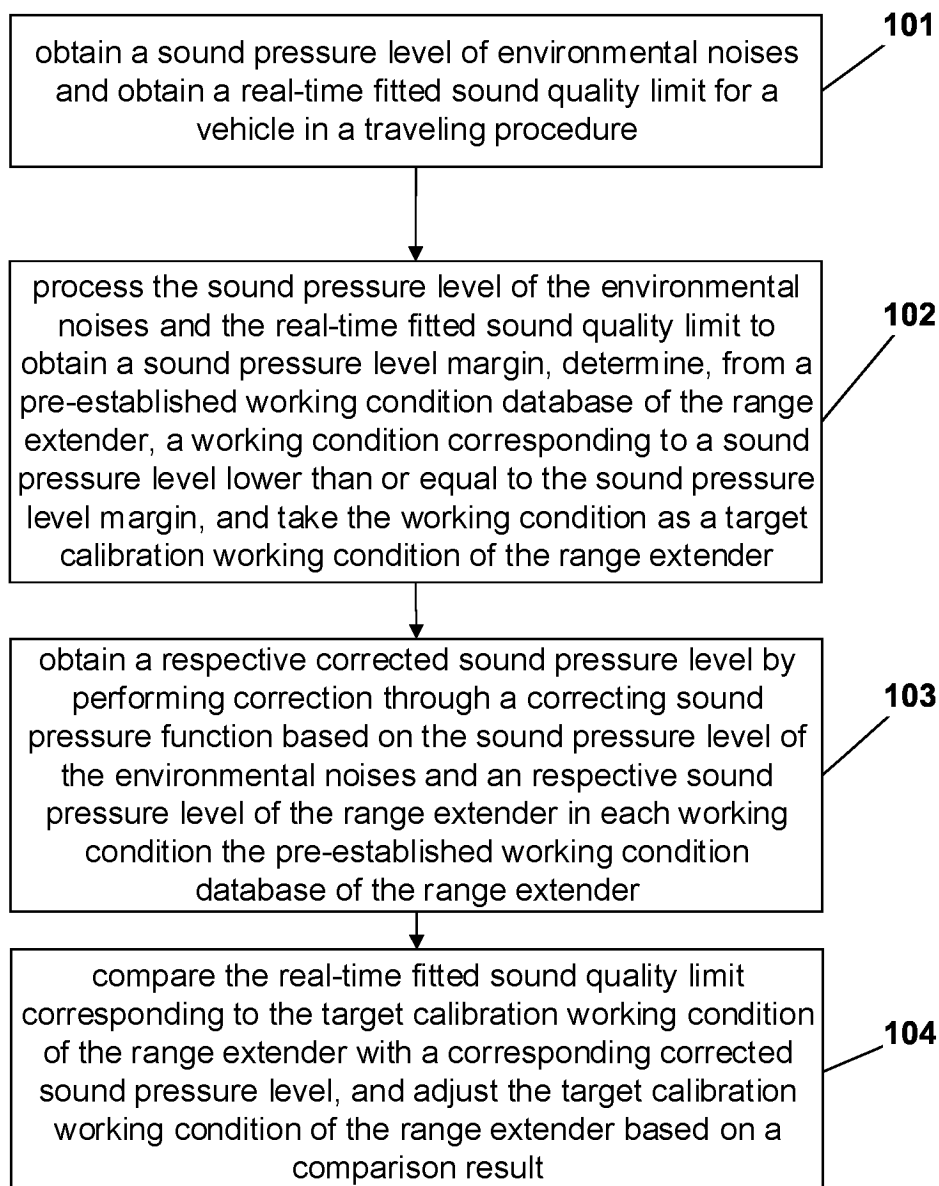 101
obtain a sound pressure level of environmental noises
and obtain a real-time fitted sound quality limit for a
vehicle in a traveling procedure
102
process the sound pressure level of the environmental
noises and the real-time fitted sound quality limit to
obtain a sound pressure level margin, determine, from a
pre-established working condition database of the range
extender, a working condition corresponding to a sound
pressure level lower than or equal to the sound pressure
level margin, and take the working condition as a target
calibration working condition of the range extender
103
obtain a respective corrected sound pressure level by
performing correction through a correcting sound
pressure function based on the sound pressure level of
the environmental noises and an respective sound
pressure level of the range extender in each working
condition the pre-established working condition
database of the range extender
104
compare the real-time fitted sound quality limit
corresponding to the target calibration working condition
of the range extender with a corresponding corrected
sound pressure level, and adjust the target calibration
working condition of the range extender based on a
comparison result